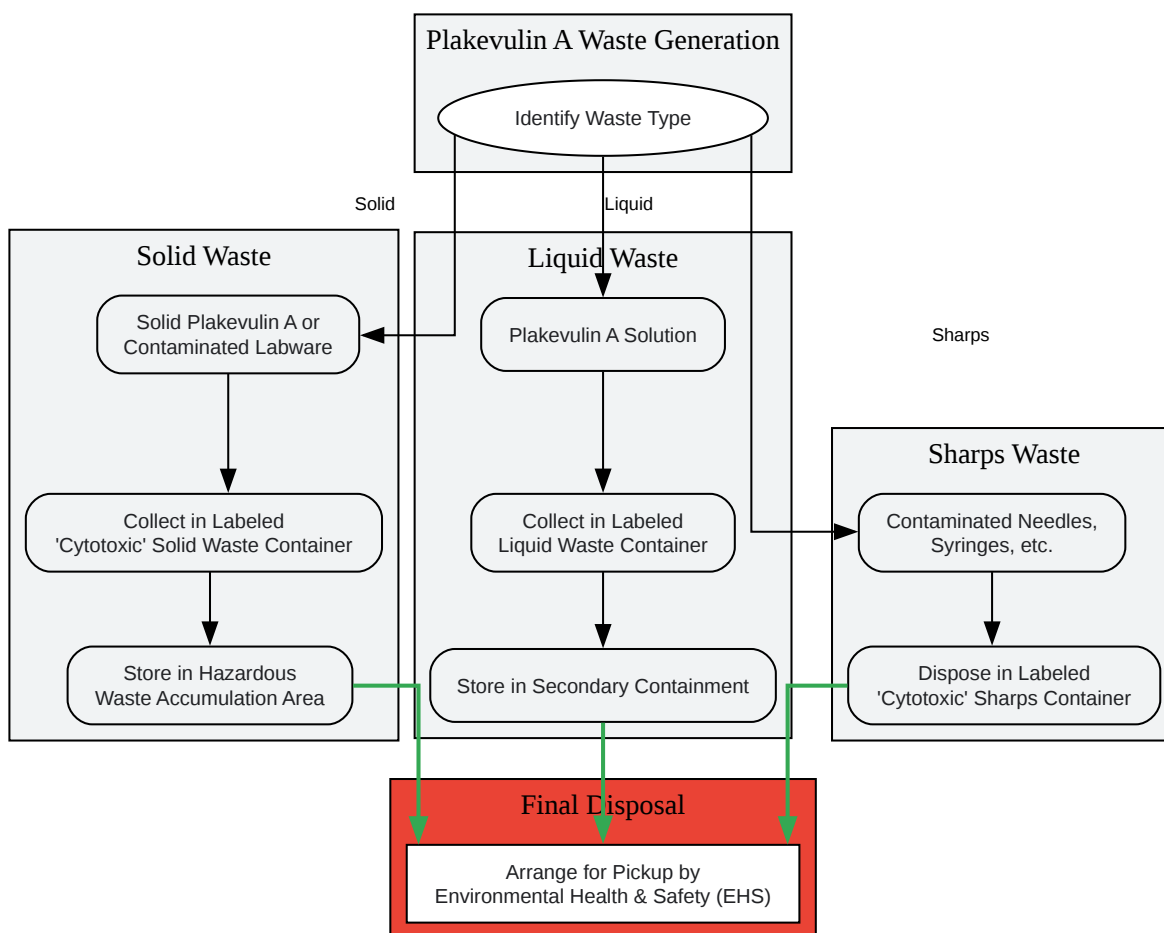 Plakevulin A Waste Generation
Identify Waste Type
Solid
Liquid
Sharps
Solid Waste
Solid Plakevulin A or
Contaminated Labware
Collect in Labeled
'Cytotoxic' Solid Waste Container
Store in Hazardous
Waste Accumulation Area
Liquid Waste
Plakevulin A Solution
Collect in Labeled
Liquid Waste Container
Store in Secondary Containment
Sharps Waste
Contaminated Needles,
Syringes, etc.
Dispose in Labeled
'Cytotoxic' Sharps Container
Final Disposal
Arrange for Pickup by
Environmental Health & Safety (EHS)